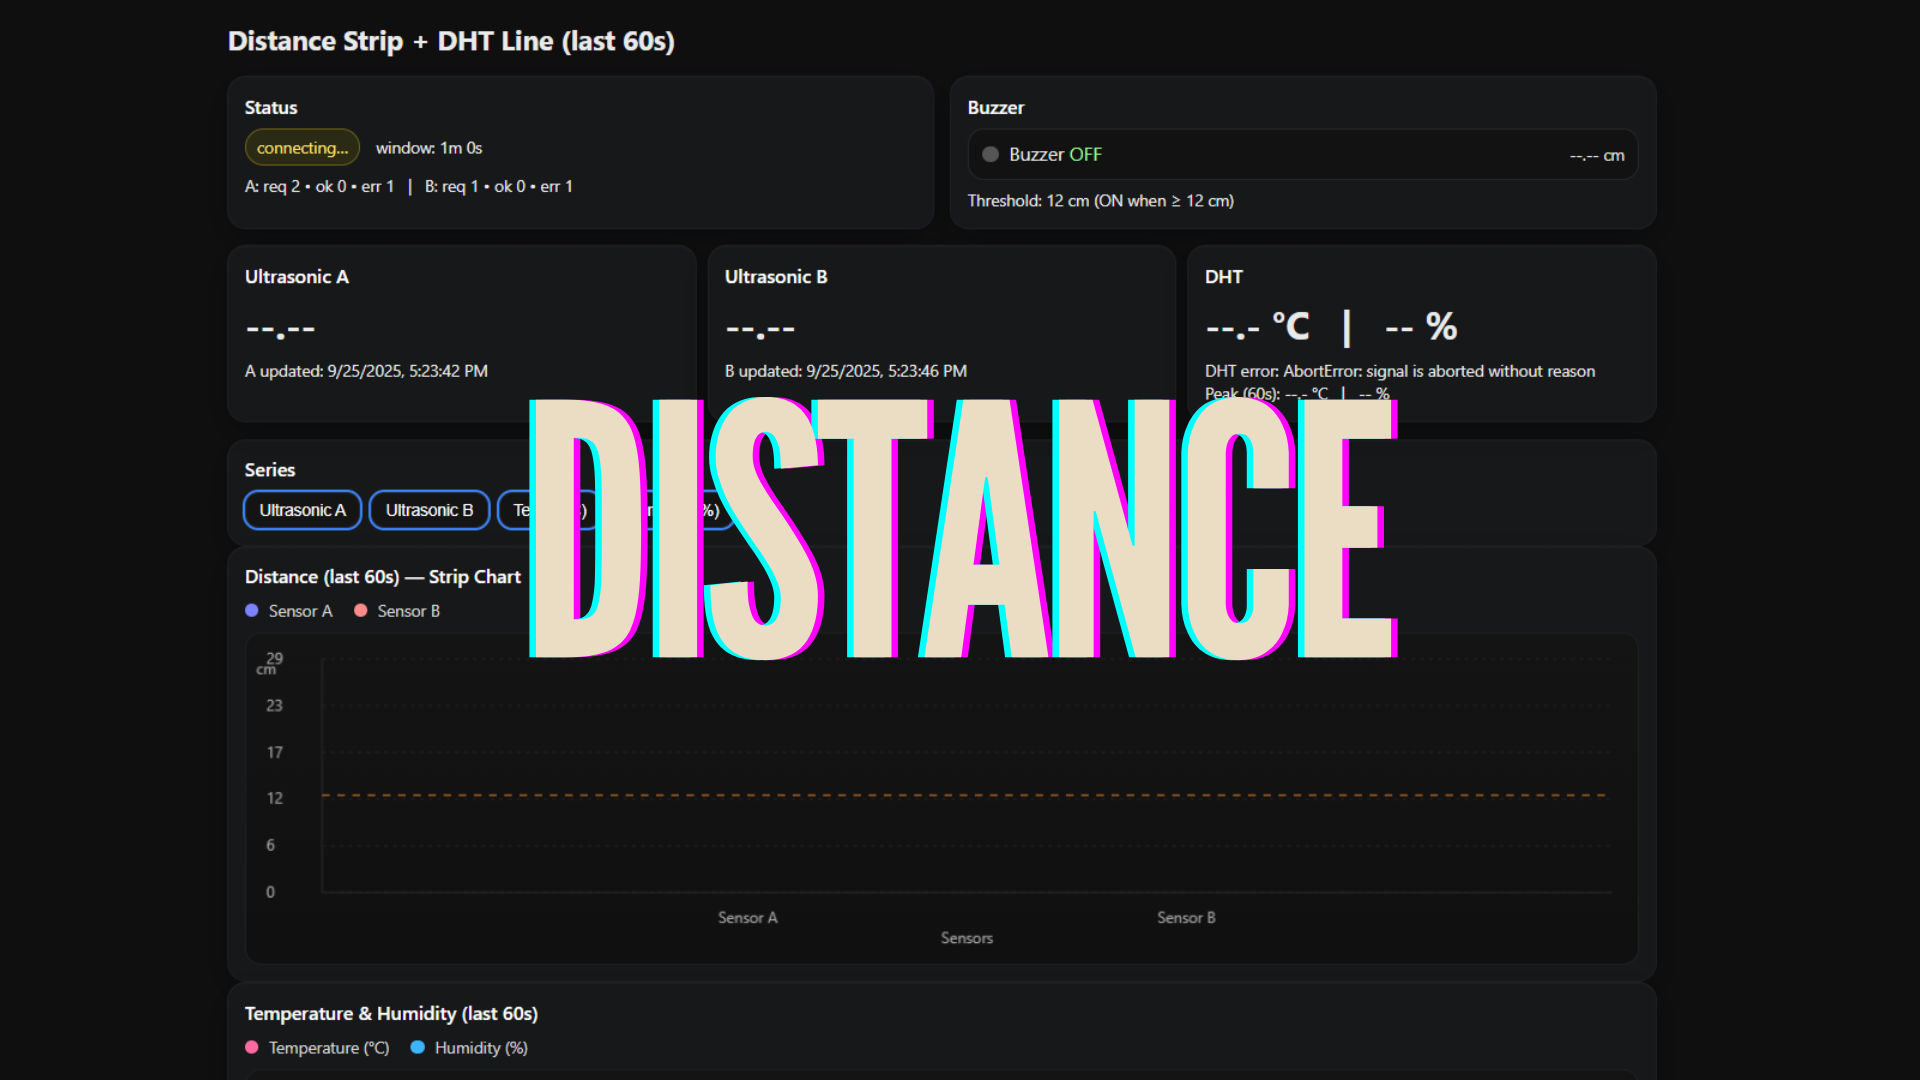 Distance Strip + DHT Line (last 60s)
Status
connecting... window: 1m 0s
A: req 2 • ok 0 • err 1 | B: req 1 • ok 0 • err 1
Buzzer
Buzzer OFF --.-- cm
Threshold: 12 cm (ON when ≥ 12 cm)
Ultrasonic A
--.--
A updated: 9/25/2025, 5:23:42 PM
Ultrasonic B
--.--
B updated: 9/25/2025, 5:23:46 PM
DHT
--.- °C | -- %
DHT error: AbortError: signal is aborted without reason
Peak (60s): --.- °C | -- %
DISTANCE
Series
Ultrasonic A
Ultrasonic B
Distance (last 60s) — Strip Chart
Sensor A Sensor B
29
cm
23
17
12
6
0
Sensor A Sensor B
Sensors
Temperature & Humidity (last 60s)
Temperature (°C) Humidity (%)